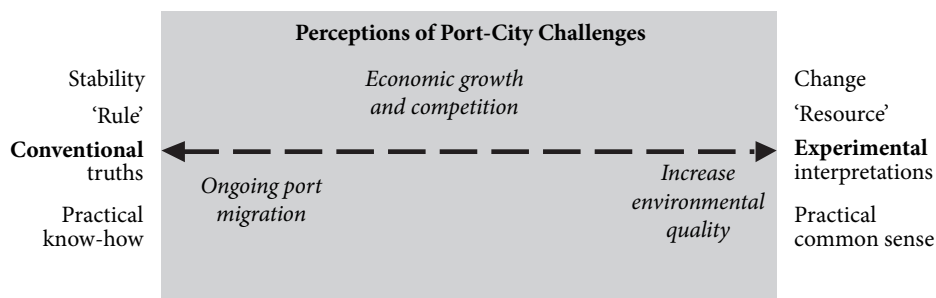 Perceptions of Port-City Challenges
Stability
‘Rule’
Conventional
truths
Practical
know-how
Economic growth
and competition
Ongoing port
migration
Increase
environmental
quality
Change
‘Resource’
Experimental
interpretations
Practical
common sense